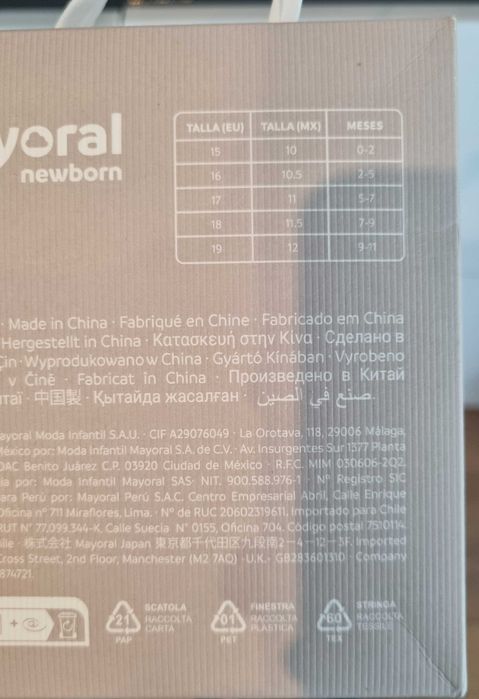 yoral
newborn
TALLA (EU) TALLA (MX) MESES
15 10 0-2
16 10.5 2-5
17 11 5-7
18 11.5 7-9
19 12 9-11
· Made in China · Fabriqué en Chine · Fabricado em China
Hergestellt in China · Κατασκευή στην Κίνα · Сделано в
Çin · Wyprodukowano w China · Gyártó Kínában · Vyrobeno
v Čině · Fabricat în China · Произведено в Китай
таї · 中国製 · Қытайда жасалған · صنع في الصين.
ayoral Moda Infantil S.A.U. · CIF A29076049 · La Orotava, 118, 29006 Málaga,
México por: Moda Infantil Mayoral S.A. de C.V. · Av. Insurgentes Sur 1377 Planta
OAC Benito Juárez C.P. 03920 Ciudad de México · R.F.C. MIM 030606-2Q2.
ia por: Moda Infantil Mayoral SAS· NIT. 900.588.976-1 · Nº Registro SIC
ara Perú por: Mayoral Perú S.A.C. Centro Empresarial Abril, Calle Enrique
Oficina nº 711 Miraflores, Lima. · Nº de RUC 20602319611. Importado para Chile
RUT N° 77.099.344-K. Calle Suecia N° 0155, Oficina 704. Código postal 7510114.
ile · 株式会社 Mayoral Japan 東京都千代田区九段南2-4-12-3F. Imported
Cross Street, 2nd Floor, Manchester (M2 7AQ) · U.K. · GB283601310 · Company
874721.
+
21 PAP SCATOLA RACCOLTA CARTA
01 PET FINESTRA RACCOLTA PLASTICA
60 TEX STRINGA RACCOLTA TESSILE